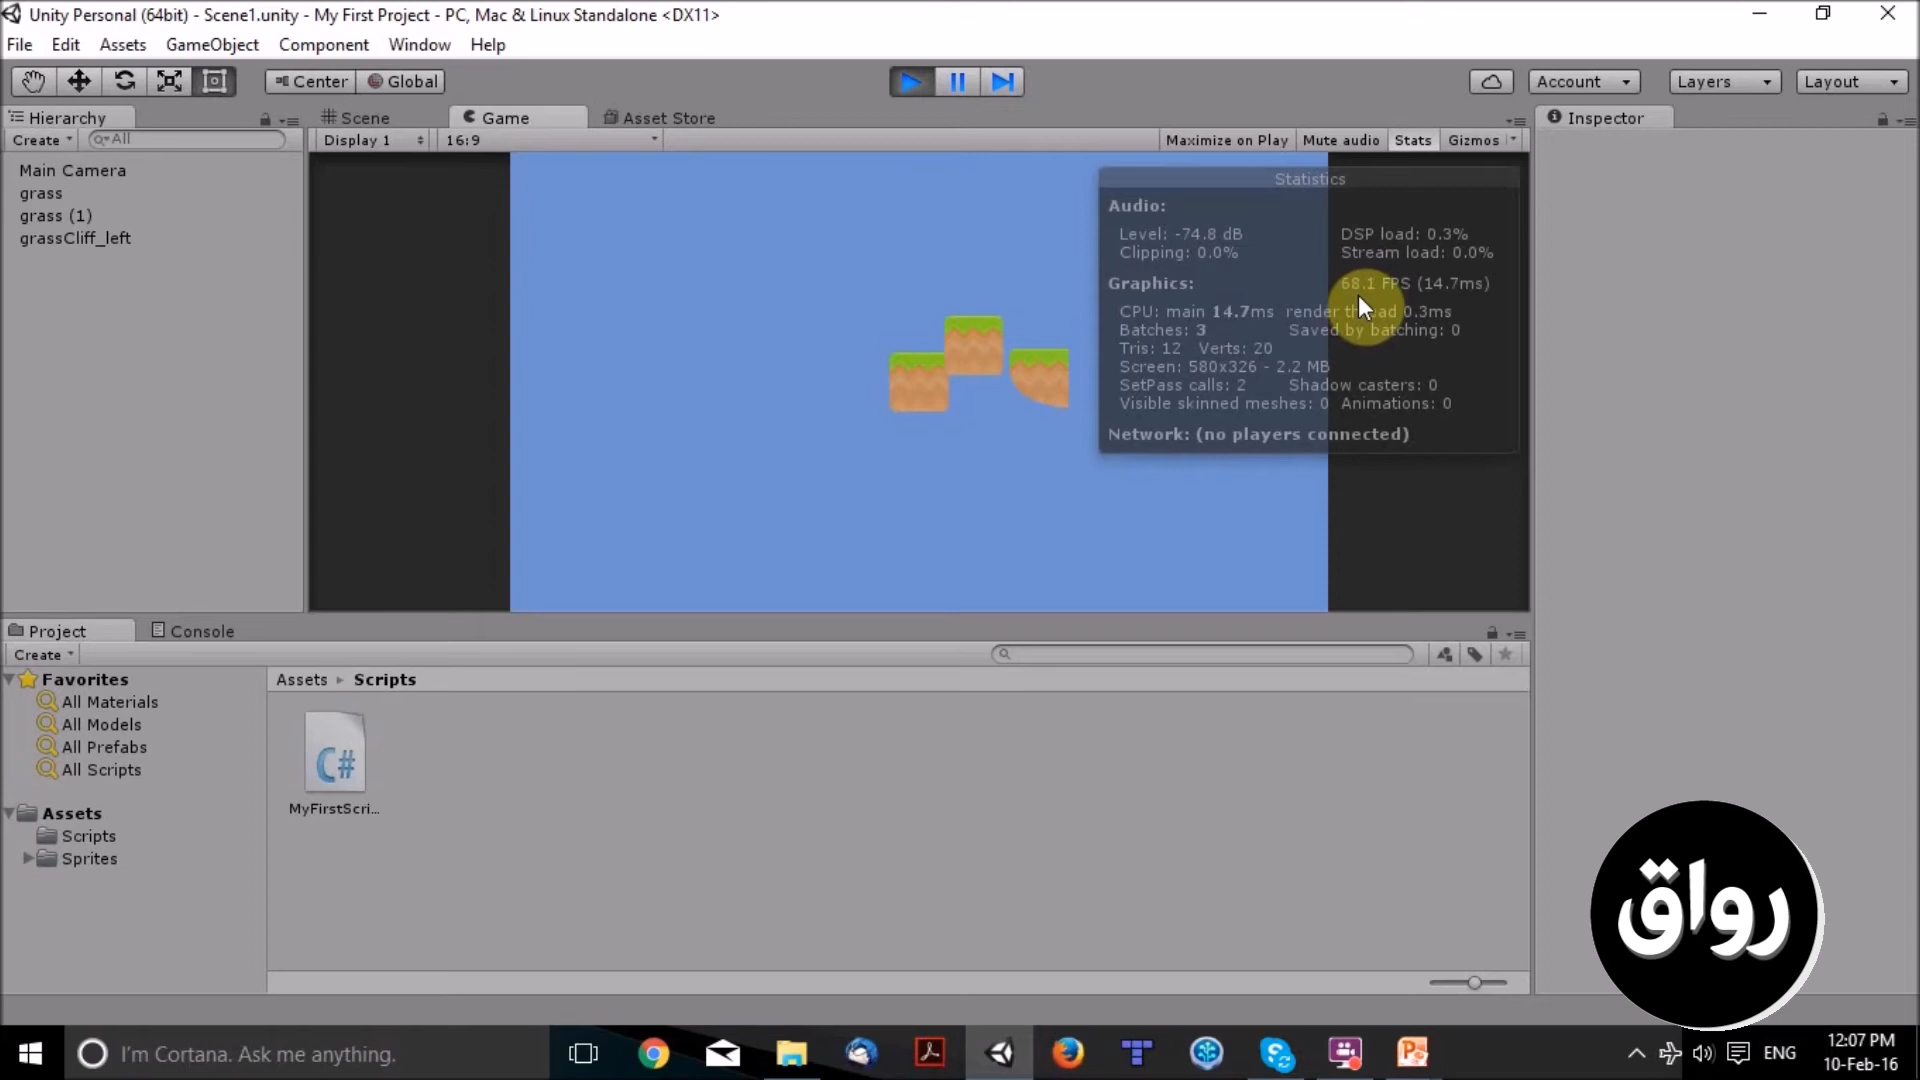 Unity Personal (64bit) - Scene1.unity - My First Project - PC, Mac & Linux Standalone <DX11>
File Edit Assets GameObject Component Window Help
Center Global Account Layers Layout
Hierarchy Scene Game Asset Store Inspector
Create All Display 1 16:9 Maximize on Play Mute audio Stats Gizmos
Main Camera
grass
grass (1)
grassCliff_left
Statistics
Audio:
Level: -74.8 dB DSP load: 0.3%
Clipping: 0.0% Stream load: 0.0%
Graphics: 68.1 FPS (14.7ms)
CPU: main 14.7ms render thread 0.3ms
Batches: 3 Saved by batching: 0
Tris: 12 Verts: 20
Screen: 580x326 - 2.2 MB
SetPass calls: 2 Shadow casters: 0
Visible skinned meshes: 0 Animations: 0
Network: (no players connected)
Project Console
Create
Favorites
All Materials
All Models
All Prefabs
All Scripts
Assets
Scripts
Sprites
Assets Scripts
C#
MyFirstScri...
رواق
I'm Cortana. Ask me anything.
ENG
12:07 PM
10-Feb-16